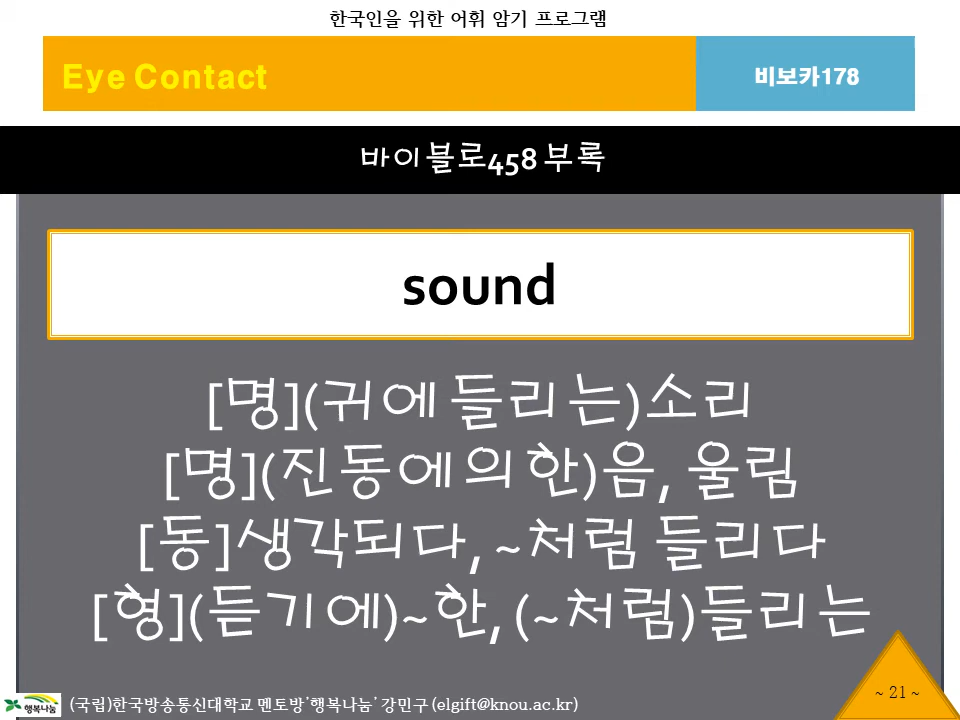 한국인을 위한 어휘 암기 프로그램
Eye Contact
비보카178
바이블로458 부록
sound
[명](귀에 들리는)소리
[명](진동에의한)음, 울림
[동]생각되다, ~처럼 들리다
[형](듣기에)~한, (~처럼)들리는
~ 21 ~
행복나눔
(국립)한국방송통신대학교 멘토방‘행복나눔’ 강민구 (elgift@knou.ac.kr)